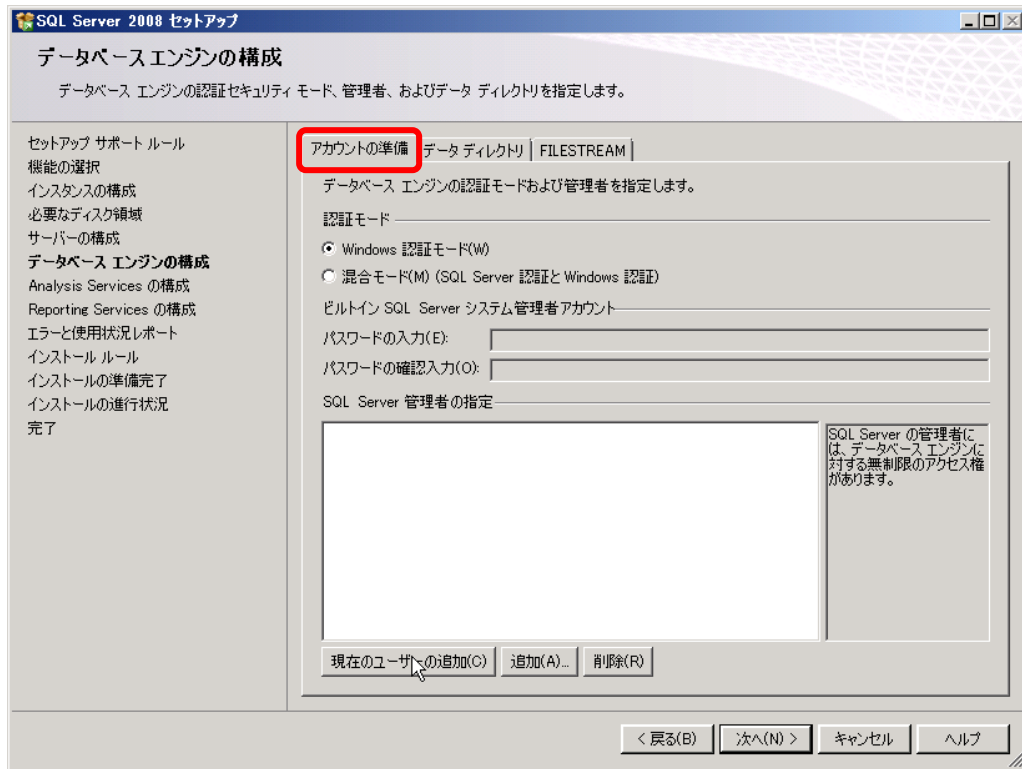 SQL Server 2008 セットアップ
データベース エンジンの構成
データベース エンジンの認証セキュリティ モード、管理者、およびデータ ディレクトリを指定します。
セットアップ サポート ルール
機能の選択
インスタンスの構成
必要なディスク領域
サーバーの構成
データベース エンジンの構成
Analysis Services の構成
Reporting Services の構成
エラーと使用状況レポート
インストール ルール
インストールの準備完了
インストールの進行状況
完了
アカウントの準備 データ ディレクトリ FILESTREAM
データベース エンジンの認証モードおよび管理者を指定します。
認証モード
Windows 認証モード(W)
混合モード(M) (SQL Server 認証と Windows 認証)
ビルトイン SQL Server システム管理者アカウント
パスワードの入力(E):
パスワードの確認入力(O):
SQL Server 管理者の指定
SQL Server の管理者に
は、データベース エンジンに
対する無制限のアクセス権
があります。
現在のユーザーの追加(C) 追加(A)... 削除(R)
< 戻る(B) 次へ(N) > キャンセル ヘルプ